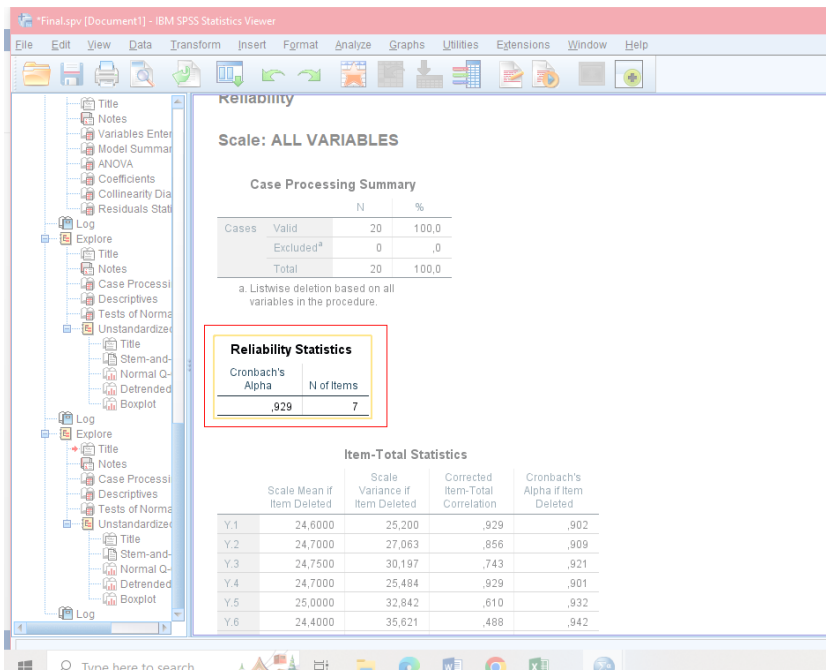 *Final.spv [Document1] - IBM SPSS Statistics Viewer
File Edit View Data Transform Insert Format Analyze Graphs Utilities Extensions Window Help
Title
Notes
Variables Enter
Model Summar
ANOVA
Coefficients
Collinearity Dia
Residuals Stati
Log
Explore
Title
Notes
Case Processi
Descriptives
Tests of Norma
Unstandardized
Title
Stem-and-
Normal Q-
Detrended
Boxplot
Log
Explore
Title
Notes
Case Processi
Descriptives
Tests of Norma
Unstandardized
Title
Stem-and-
Normal Q-
Detrended
Boxplot
Log
Reliability
Scale: ALL VARIABLES
Case Processing Summary
N %
Cases Valid 20 100,0
Excludedª 0 ,0
Total 20 100,0
a. Listwise deletion based on all
variables in the procedure.
Reliability Statistics
Cronbach's
Alpha N of Items
,929 7
Item-Total Statistics
Scale Mean if Item Deleted Scale Variance if Item Deleted Corrected Item-Total Correlation Cronbach's Alpha if Item Deleted
Y.1 24,6000 25,200 ,929 ,902
Y.2 24,7000 27,063 ,856 ,909
Y.3 24,7500 30,197 ,743 ,921
Y.4 24,7000 25,484 ,929 ,901
Y.5 25,0000 32,842 ,610 ,932
Y.6 24,4000 35,621 ,488 ,942
Type here to search